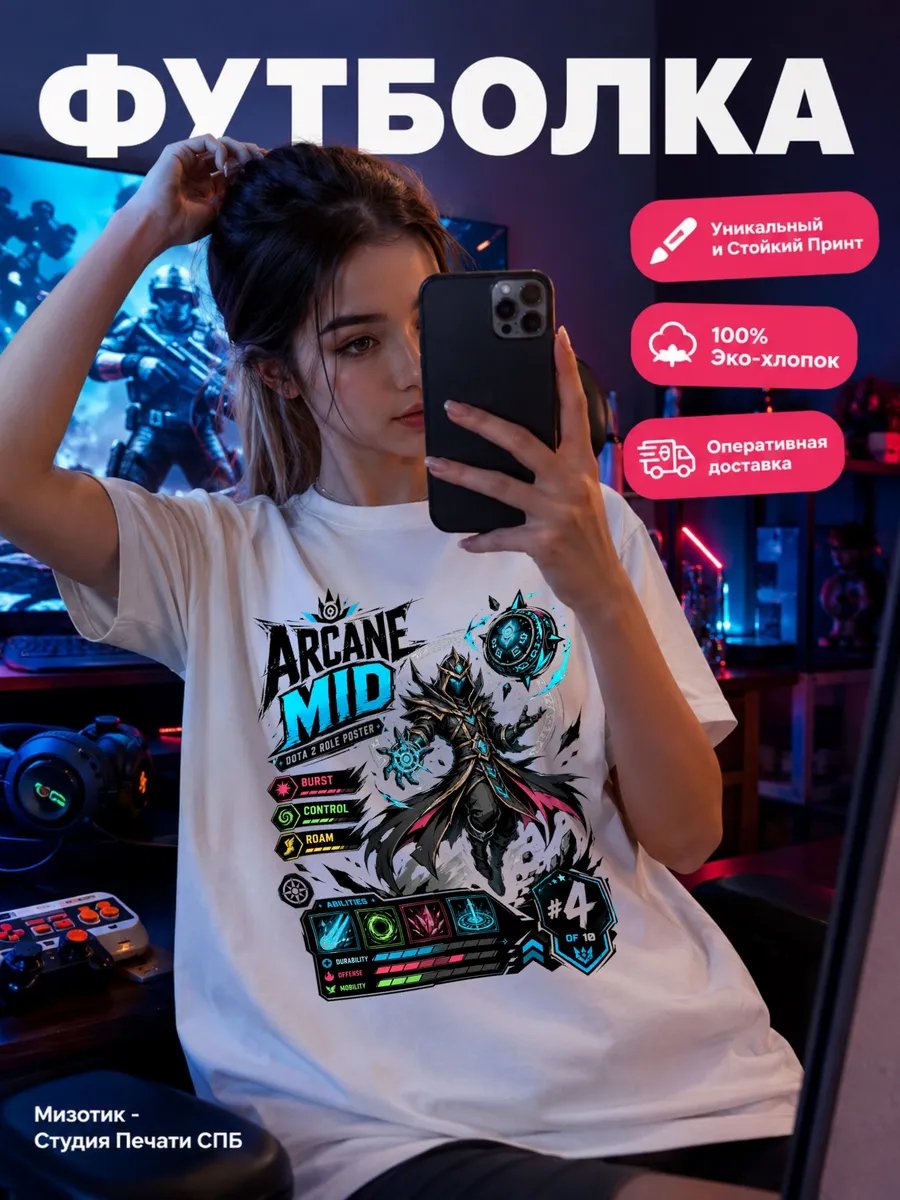 ФУТБОЛКА
Уникальный
и Стойкий Принт
100%
Эко-хлопок
Оперативная
доставка
ARCANE
MID
DOTA 2 ROLE POSTER
BURST
CONTROL
ROAM
ABILITIES
DURABILITY
OFFENSE
MOBILITY
#4
OF 10
Мизотик -
Студия Печати СПБ